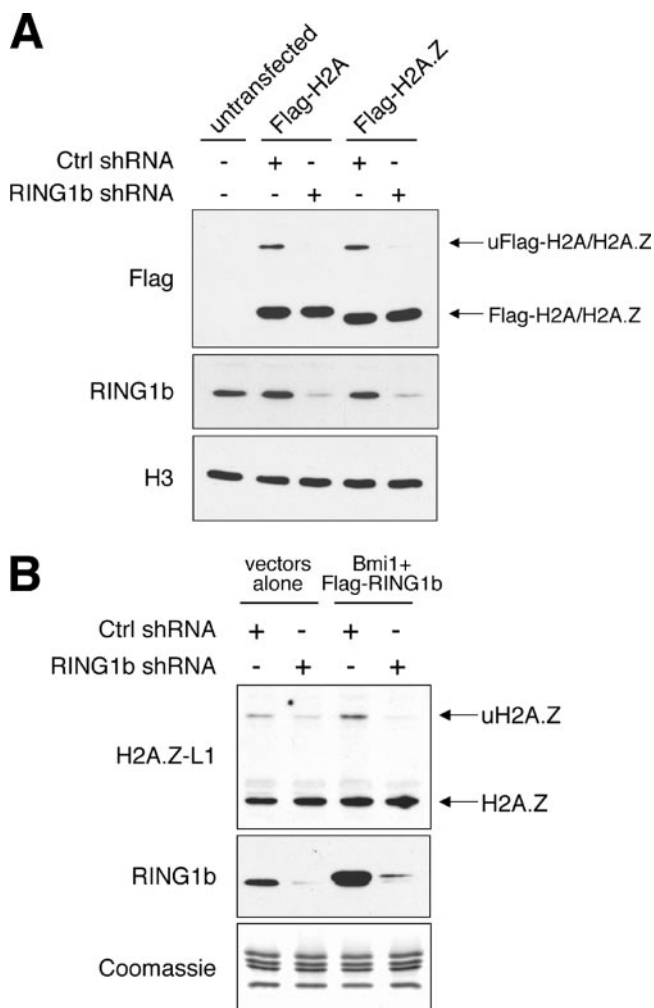 A
untransfected
Flag-H2A
Flag-H2A.Z
Ctrl shRNA - + - + -
RING1b shRNA - - + - +
Flag
uFlag-H2A/H2A.Z
Flag-H2A/H2A.Z
RING1b
H3
B
vectors alone
Bmi1+ Flag-RING1b
Ctrl shRNA + - + -
RING1b shRNA - + - +
H2A.Z-L1
uH2A.Z
H2A.Z
RING1b
Coomassie